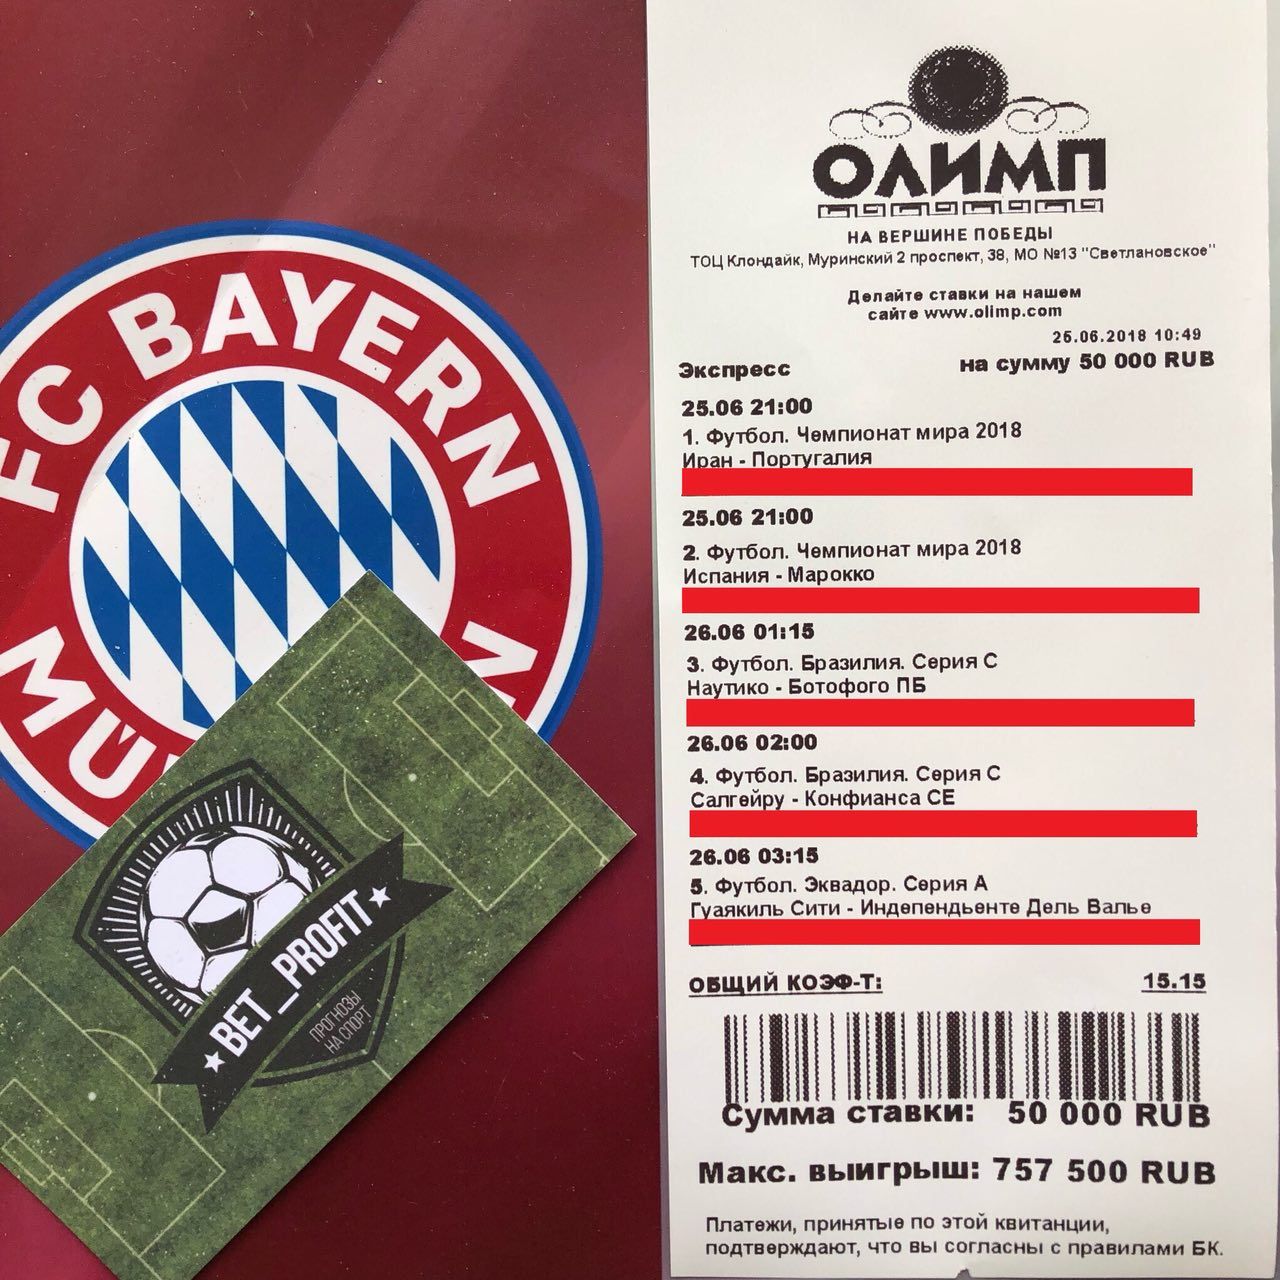 FC BAYERN
MÜ N
BET_PROFIT
ПРОГНОЗЫ
НА СПОРТ
ОЛИМП
НА ВЕРШИНЕ ПОБЕДЫ
ТОЦ Клондайк, Муринский 2 проспект, 38, МО №13 "Светлановское"
Делайте ставки на нашем
сайте www.olimp.com
25.06.2018 10:49
Экспресс на сумму 50 000 RUB
25.06 21:00
1. Футбол. Чемпионат мира 2018
Иран - Португалия
25.06 21:00
2. Футбол. Чемпионат мира 2018
Испания - Марокко
26.06 01:15
3. Футбол. Бразилия. Серия С
Наутико - Ботофого ПБ
26.06 02:00
4. Футбол. Бразилия. Серия С
Салгейру - Конфианса СЕ
26.06 03:15
5. Футбол. Эквадор. Серия А
Гуаякиль Сити - Индепендьенте Дель Валье
ОБЩИЙ КОЭФ-Т: 15.15
Сумма ставки: 50 000 RUB
Макс. выигрыш: 757 500 RUB
Платежи, принятые по этой квитанции,
подтверждают, что вы согласны с правилами БК.